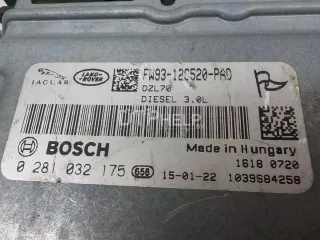 JAGUAR LAND-ROVER FW93-12C520-PAD
DZL70
DIESEL 3.0L
BOSCH Made in Hungary
1618 0720
0 281 032 175 658 15-01-22 1039S84258